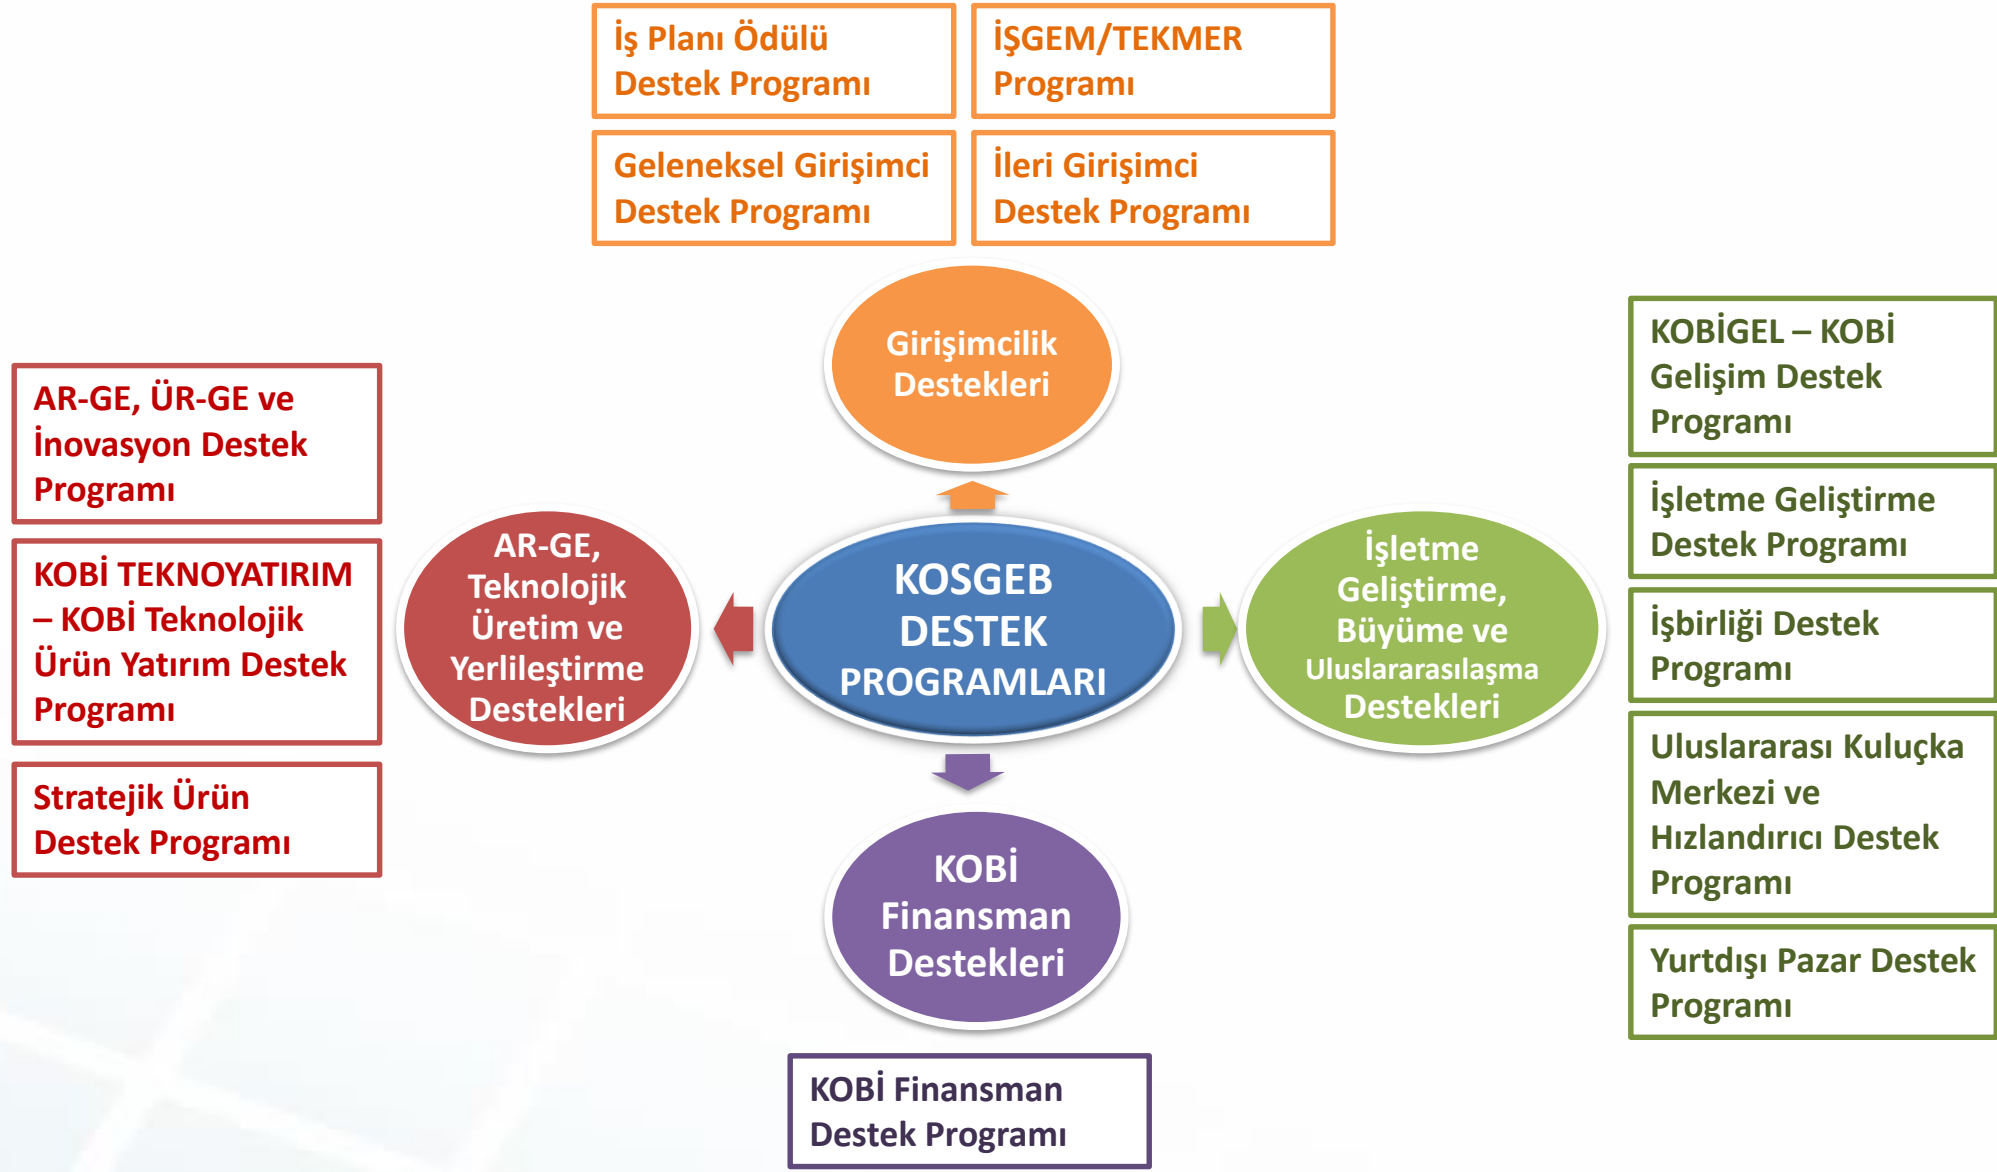 İş Planı Ödülü
Destek Programı
İŞGEM/TEKMER
Programı
Geleneksel Girişimci
Destek Programı
İleri Girişimci
Destek Programı
Girişimcilik
Destekleri
AR-GE, ÜR-GE ve
İnovasyon Destek
Programı
KOBİ TEKNOYATIRIM
– KOBİ Teknolojik
Ürün Yatırım Destek
Programı
Stratejik Ürün
Destek Programı
AR-GE,
Teknolojik
Üretim ve
Yerlileştirme
Destekleri
KOSGEB
DESTEK
PROGRAMLARI
İşletme
Geliştirme,
Büyüme ve
Uluslararasılaşma
Destekleri
KOBİGEL – KOBİ
Gelişim Destek
Programı
İşletme Geliştirme
Destek Programı
İşbirliği Destek
Programı
Uluslararası Kuluçka
Merkezi ve
Hızlandırıcı Destek
Programı
Yurtdışı Pazar Destek
Programı
KOBİ
Finansman
Destekleri
KOBİ Finansman
Destek Programı